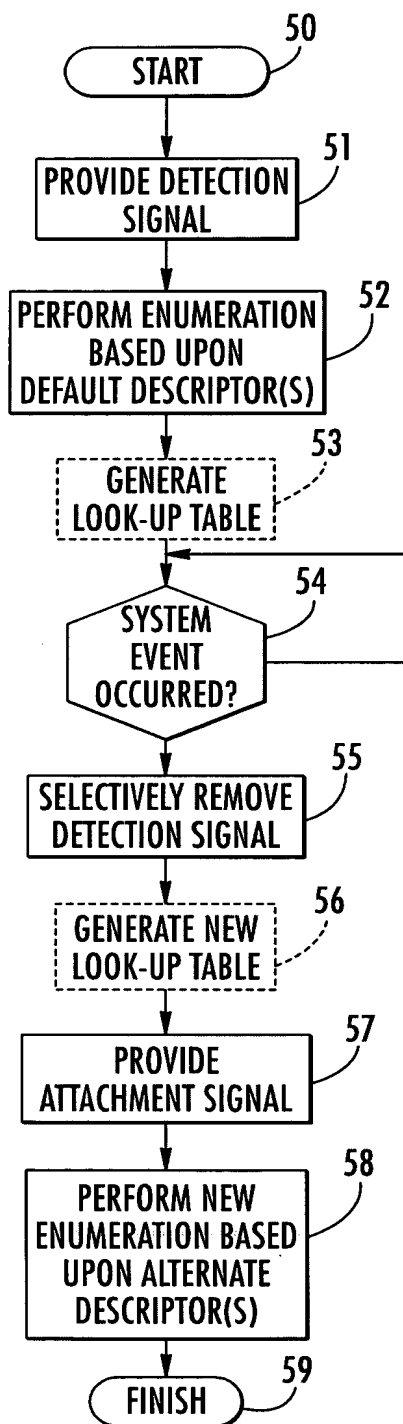 START
50
51
PROVIDE DETECTION
SIGNAL
52
PERFORM ENUMERATION
BASED UPON
DEFAULT DESCRIPTOR(S)
53
GENERATE
LOOK-UP TABLE
54
SYSTEM
EVENT
OCCURRED?
55
SELECTIVELY REMOVE
DETECTION SIGNAL
56
GENERATE NEW
LOOK-UP TABLE
57
PROVIDE
ATTACHMENT SIGNAL
58
PERFORM NEW
ENUMERATION BASED
UPON ALTERNATE
DESCRIPTOR(S)
59
FINISH